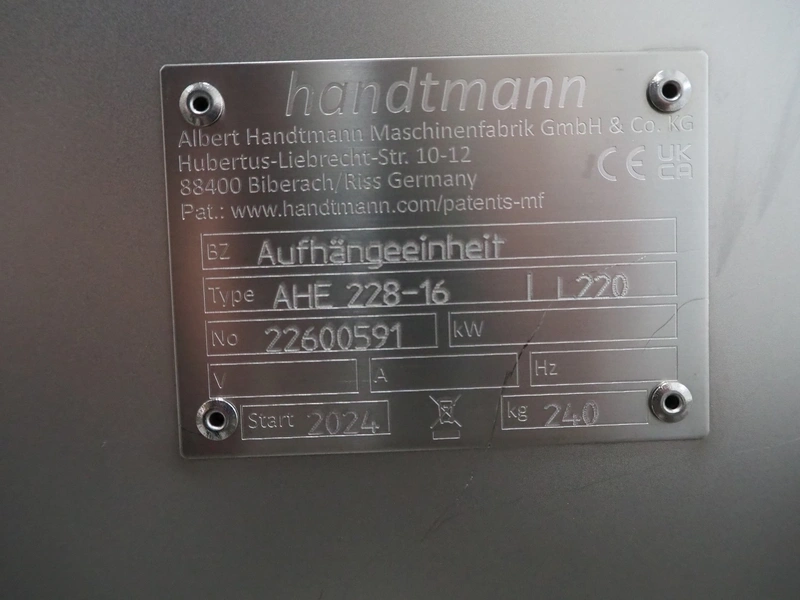 handtmann
Albert Handtmann Maschinenfabrik GmbH & Co. KG
Hubertus-Liebrecht-Str. 10-12
88400 Biberach/Riss Germany
Pat.: www.handtmann.com/patents-mf
CE UK CA
BZ Aufhängeeinheit
Type AHE 228-16 | L220
No 22600591 kW
V A Hz
Start 2024 kg 240